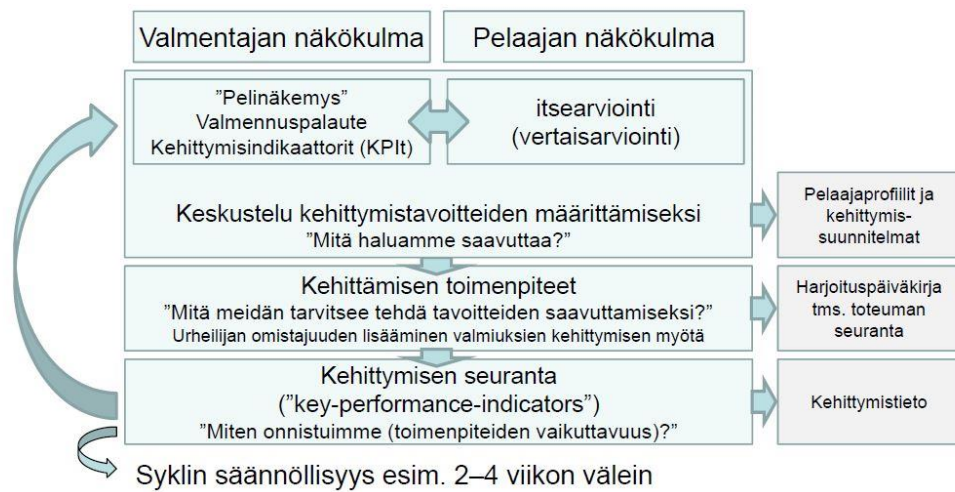 Valmentajan näkökulma
Pelaajan näkökulma
"Pelinäkemys"
Valmennuspalaute
Kehittymisindikaattorit (KPIt)
itsearviointi
(vertaisarviointi)
Keskustelu kehittymistavoitteiden määrittämiseksi
"Mitä haluamme saavuttaa?"
Pelaajaprofiilit ja
kehittymis-
suunnitelmat
Kehittämisen toimenpiteet
"Mitä meidän tarvitsee tehdä tavoitteiden saavuttamiseksi?"
Urheilijan omistajuuden lisääminen valmiuksien kehittymisen myötä
Harjoituspäiväkirja
tms. toteuman
seuranta
Kehittymisen seuranta
("key-performance-indicators")
"Miten onnistuimme (toimenpiteiden vaikuttavuus)?"
Kehittymistieto
Syklin säännöllisyys esim. 2–4 viikon välein